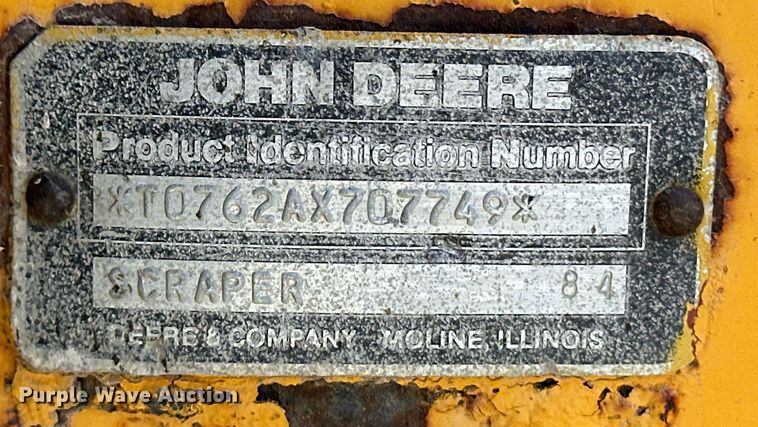 JOHN DEERE
Product Identification Number
*T0762AX707749*
SCRAPER 84
DEERE & COMPANY MOLINE, ILLINOIS
Purple Wave Auction